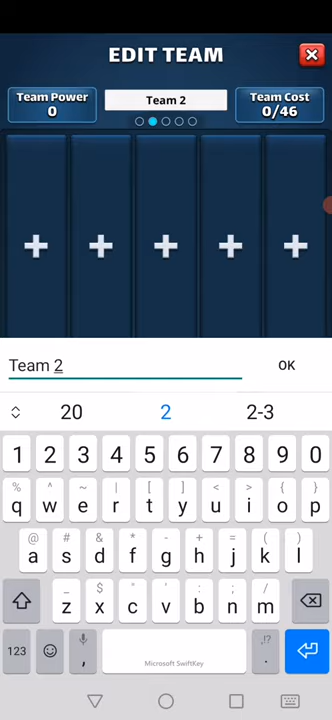 EDIT TEAM
Team Power
0
Team 2
Team Cost
0/46
Team 2
OK
20 2 2-3
1 2 3 4 5 6 7 8 9 0
% ^ ~ | [ ] < > { }
q w e r t y u i o p
@ # & * - + = ( )
a s d f g h j k l
_ $ " ' : ; /
z x c v b n m
123 , Microsoft SwiftKey ,!? .